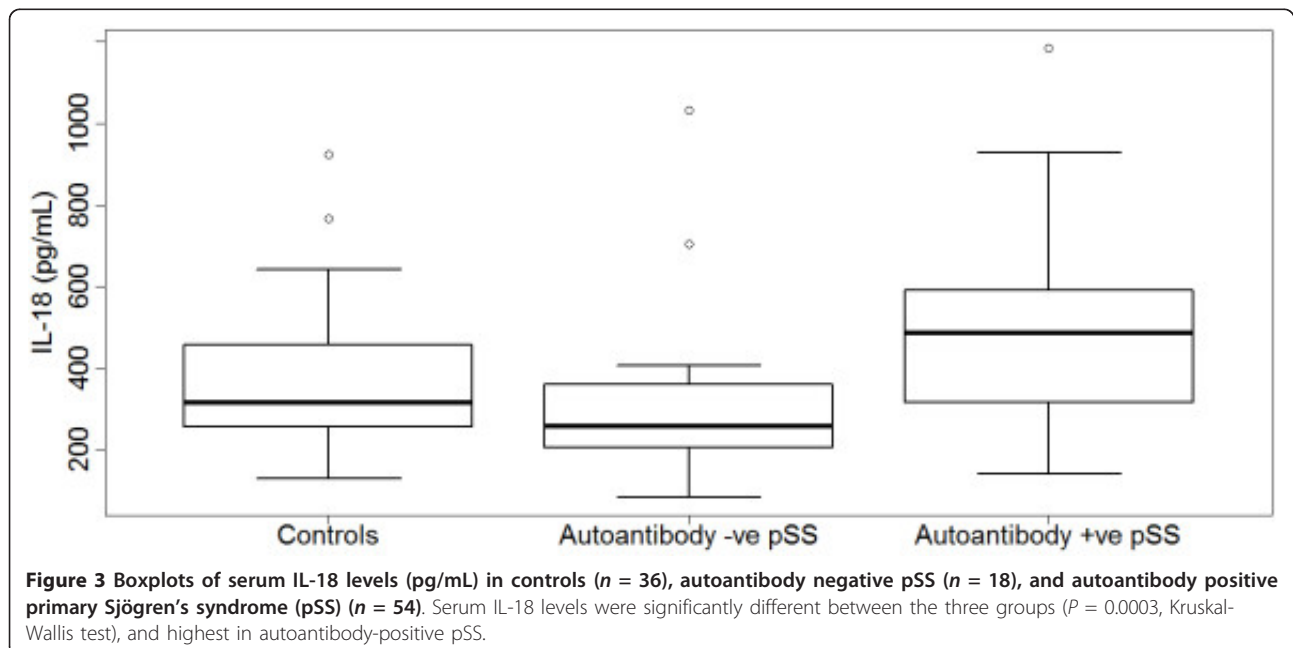 1000
800
600
400
200
IL-18 (pg/mL)
Controls
Autoantibody -ve pSS
Autoantibody +ve pSS
Figure 3 Boxplots of serum IL-18 levels (pg/mL) in controls (n = 36), autoantibody negative pSS (n = 18), and autoantibody positive
primary Sjögren's syndrome (pSS) (n = 54). Serum IL-18 levels were significantly different between the three groups (P = 0.0003, Kruskal-
Wallis test), and highest in autoantibody-positive pSS.